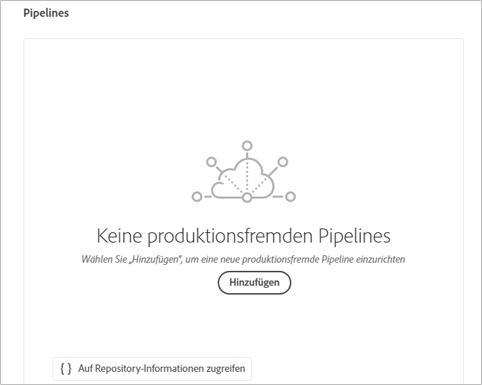 Pipelines
Keine produktionsfremden Pipelines
Wählen Sie „Hinzufügen“, um eine neue produktionsfremde Pipeline einzurichten
Hinzufügen
{ } Auf Repository-Informationen zugreifen